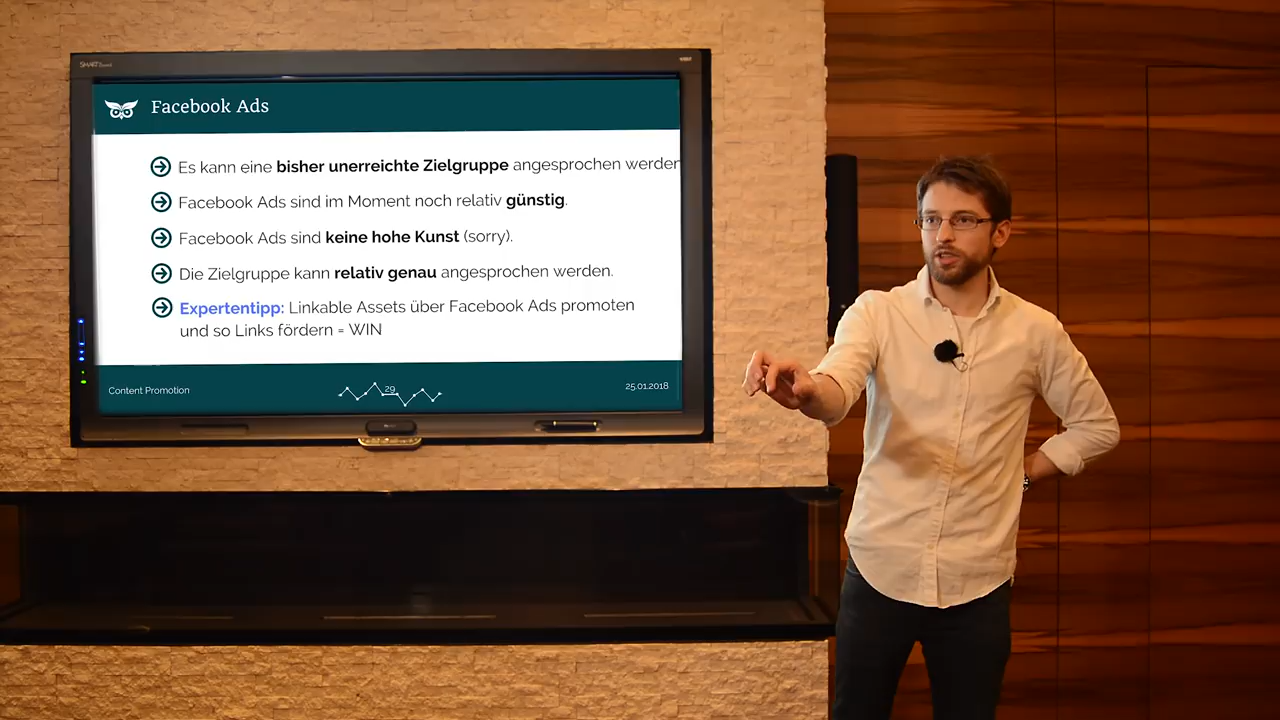 SMART Board
Facebook Ads
Es kann eine bisher unerreichte Zielgruppe angesprochen werden
Facebook Ads sind im Moment noch relativ günstig.
Facebook Ads sind keine hohe Kunst (sorry).
Die Zielgruppe kann relativ genau angesprochen werden.
Expertentipp: Linkable Assets über Facebook Ads promoten
und so Links fördern = WIN
Content Promotion
29
25.01.2018